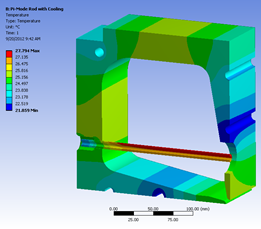 B: Pi-Mode Rod with Cooling
Temperature
Type: Temperature
Unit: °C
Time: 1
9/20/2012 9:42 AM
27.794 Max
27.135
26.475
25.816
25.156
24.497
23.838
23.178
22.519
21.859 Min
0.00 50.00 100.00 (mm)
25.00 75.00